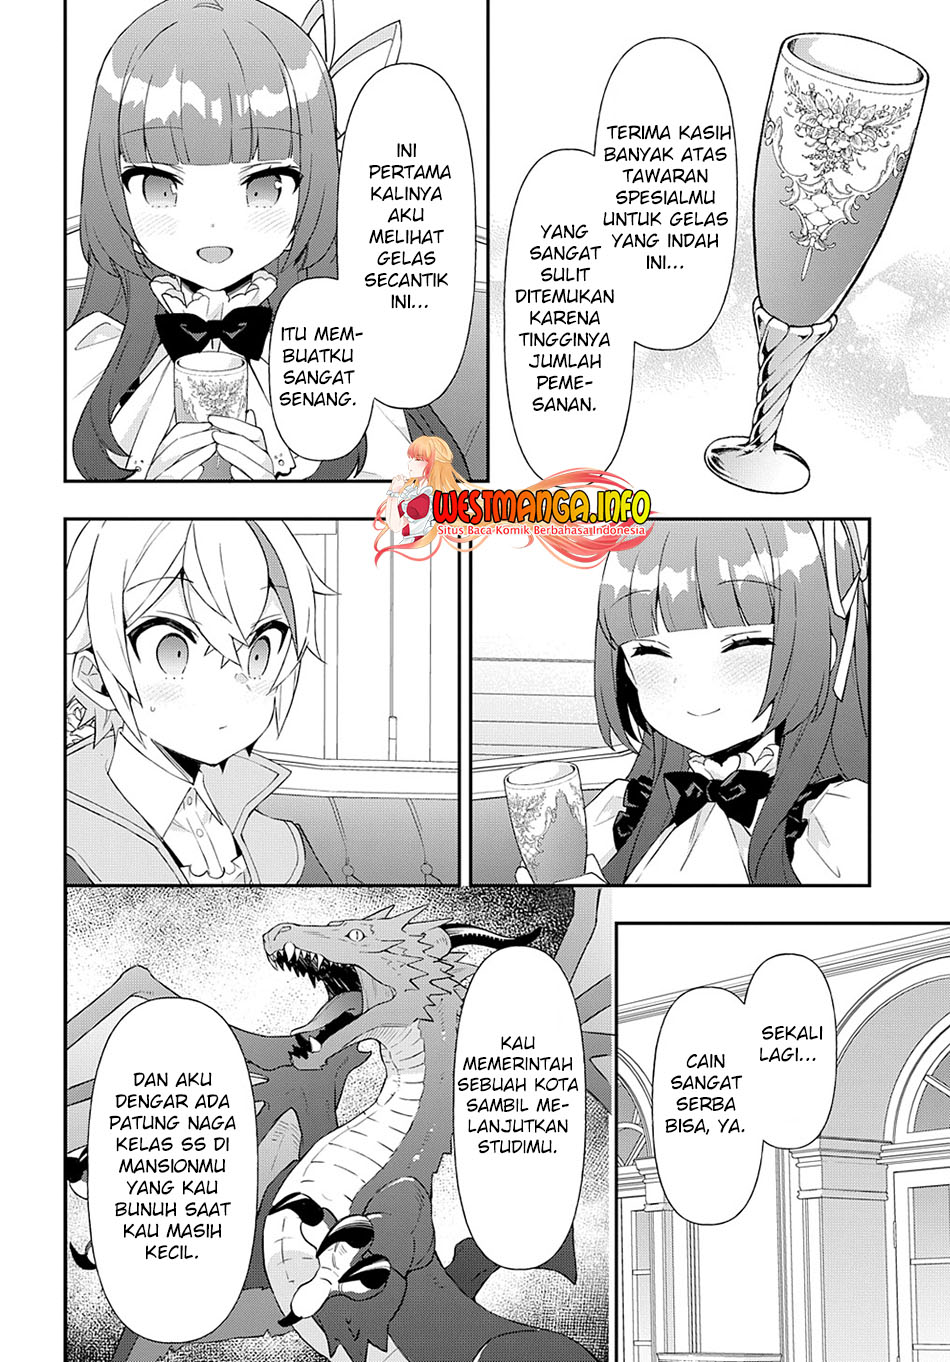 TERIMA KASIH
BANYAK ATAS
TAWARAN
SPESIALMU
UNTUK GELAS
YANG INDAH
INI...
YANG
SANGAT
SULIT
DITEMUKAN
KARENA
TINGGINYA
JUMLAH
PEME-
SANAN.
INI
PERTAMA
KALINYA
AKU
MELIHAT
GELAS
SECANTIK
INI...
ITU MEM-
BUATKU
SANGAT
SENANG.
WESTMANGA.INFO
Situs Baca Komik Berbahasa Indonesia
SEKALI
LAGI...
CAIN
SANGAT
SERBA
BISA, YA.
KAU
MEMERINTAH
SEBUAH KOTA
SAMBIL ME-
LANJUTKAN
STUDIMU.
DAN AKU
DENGAR ADA
PATUNG NAGA
KELAS SS DI
MANSIONMU
YANG KAU
BUNUH SAAT
KAU MASIH
KECIL.